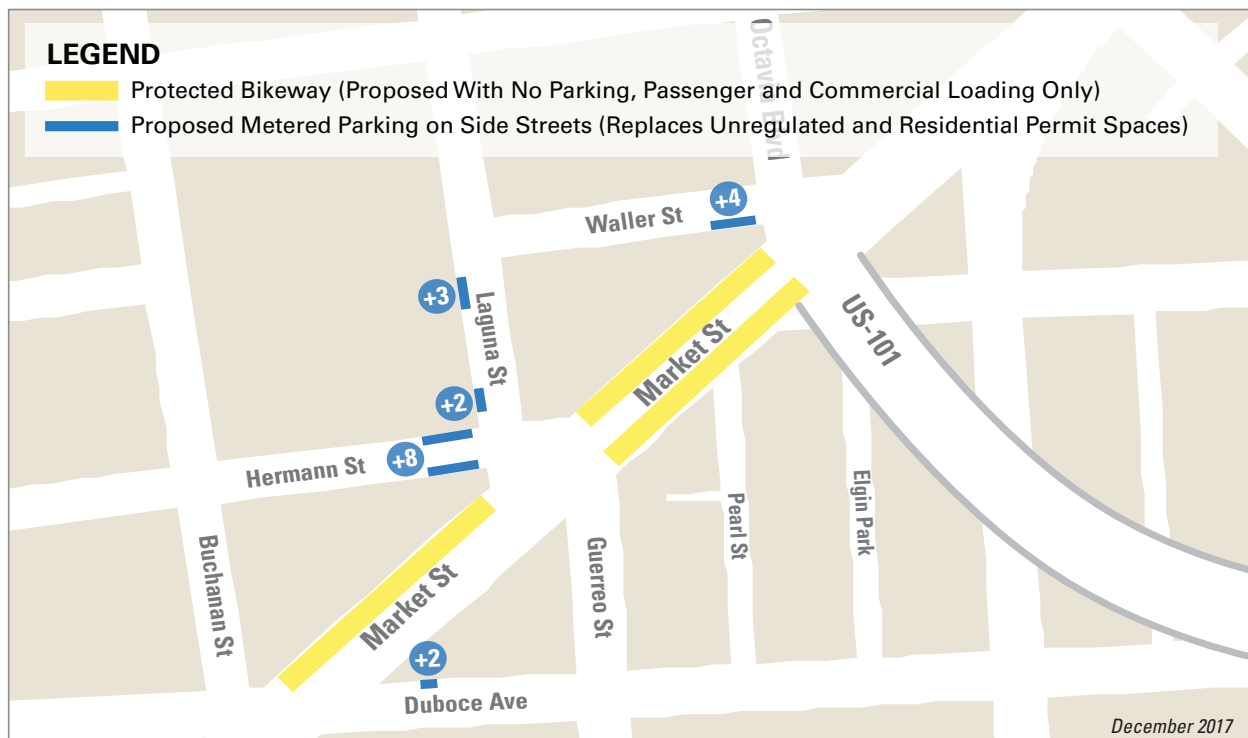 LEGEND
Protected Bikeway (Proposed With No Parking, Passenger and Commercial Loading Only)
Proposed Metered Parking on Side Streets (Replaces Unregulated and Residential Permit Spaces)
Octavia Blvd
+4
Waller St
+3
Laguna St
US-101
Market St
+2
+8
Hermann St
Pearl St
Elgin Park
Buchanan St
Guerreo St
Market St
+2
Duboce Ave
December 2017